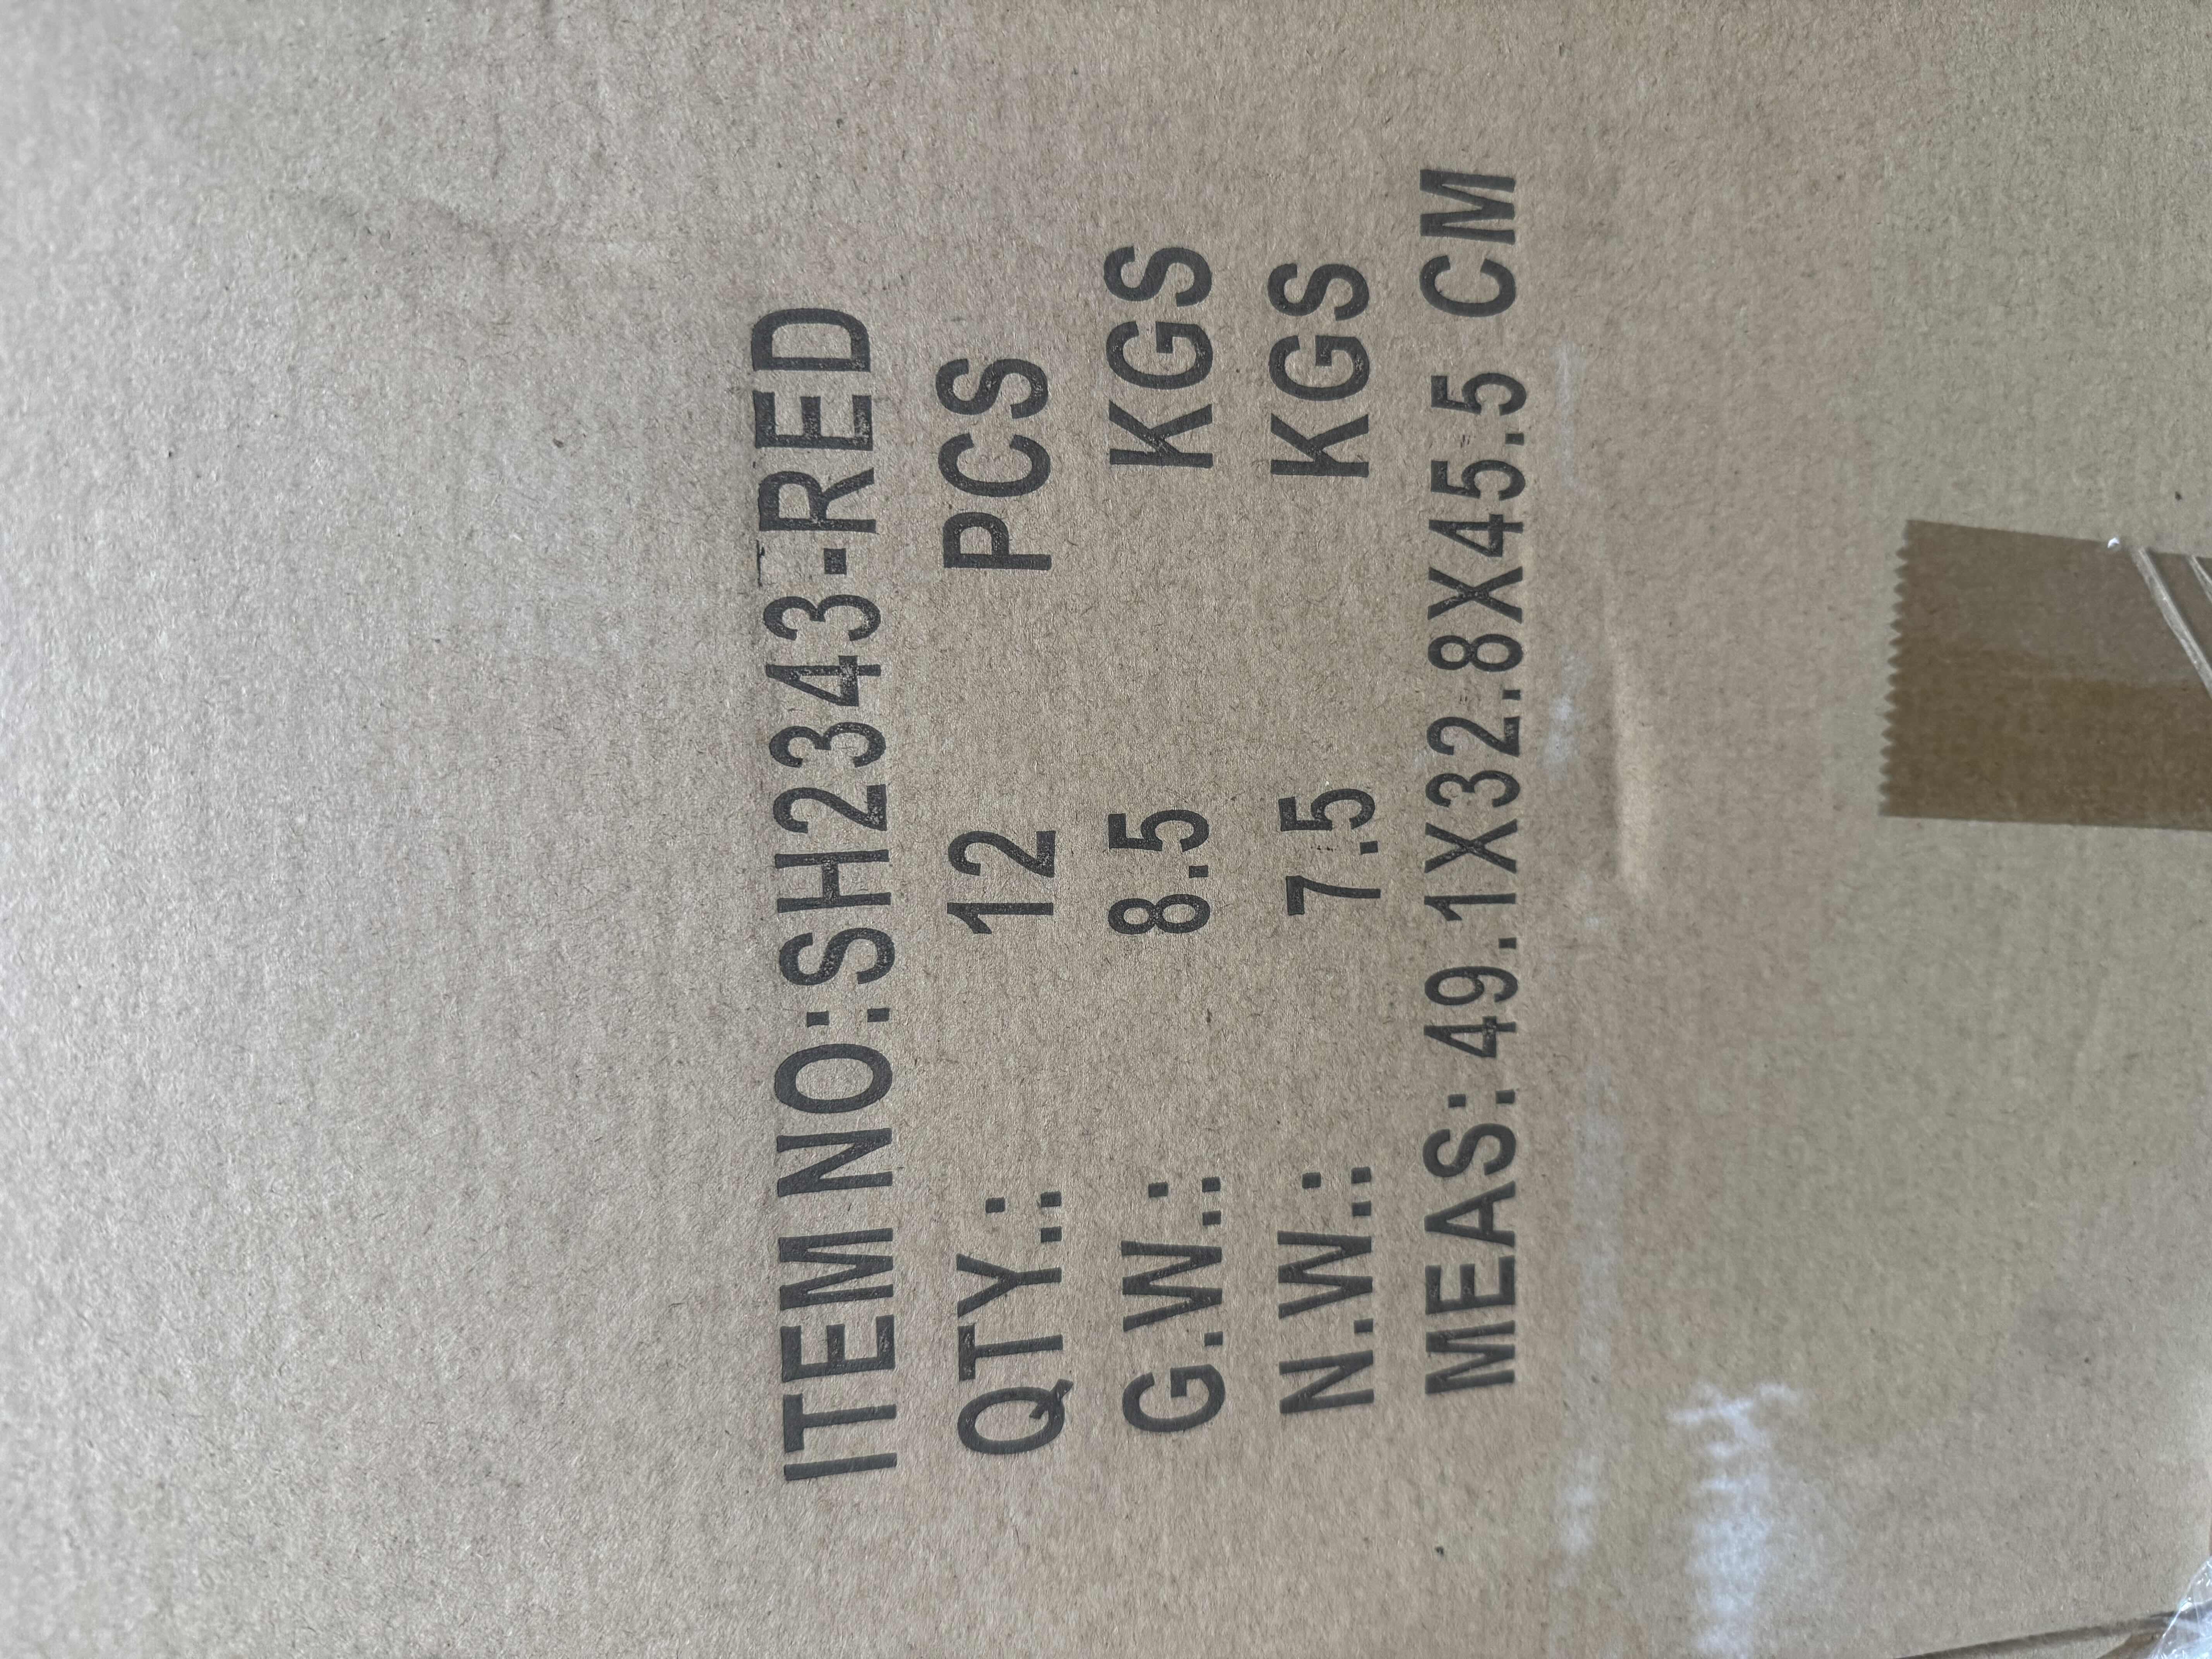 ITEM NO:SH2343-RED
QTY.: 12 PCS
G.W.: 8.5 KGS
N.W.: 7.5 KGS
MEAS: 49.1X32.8X45.5 CM